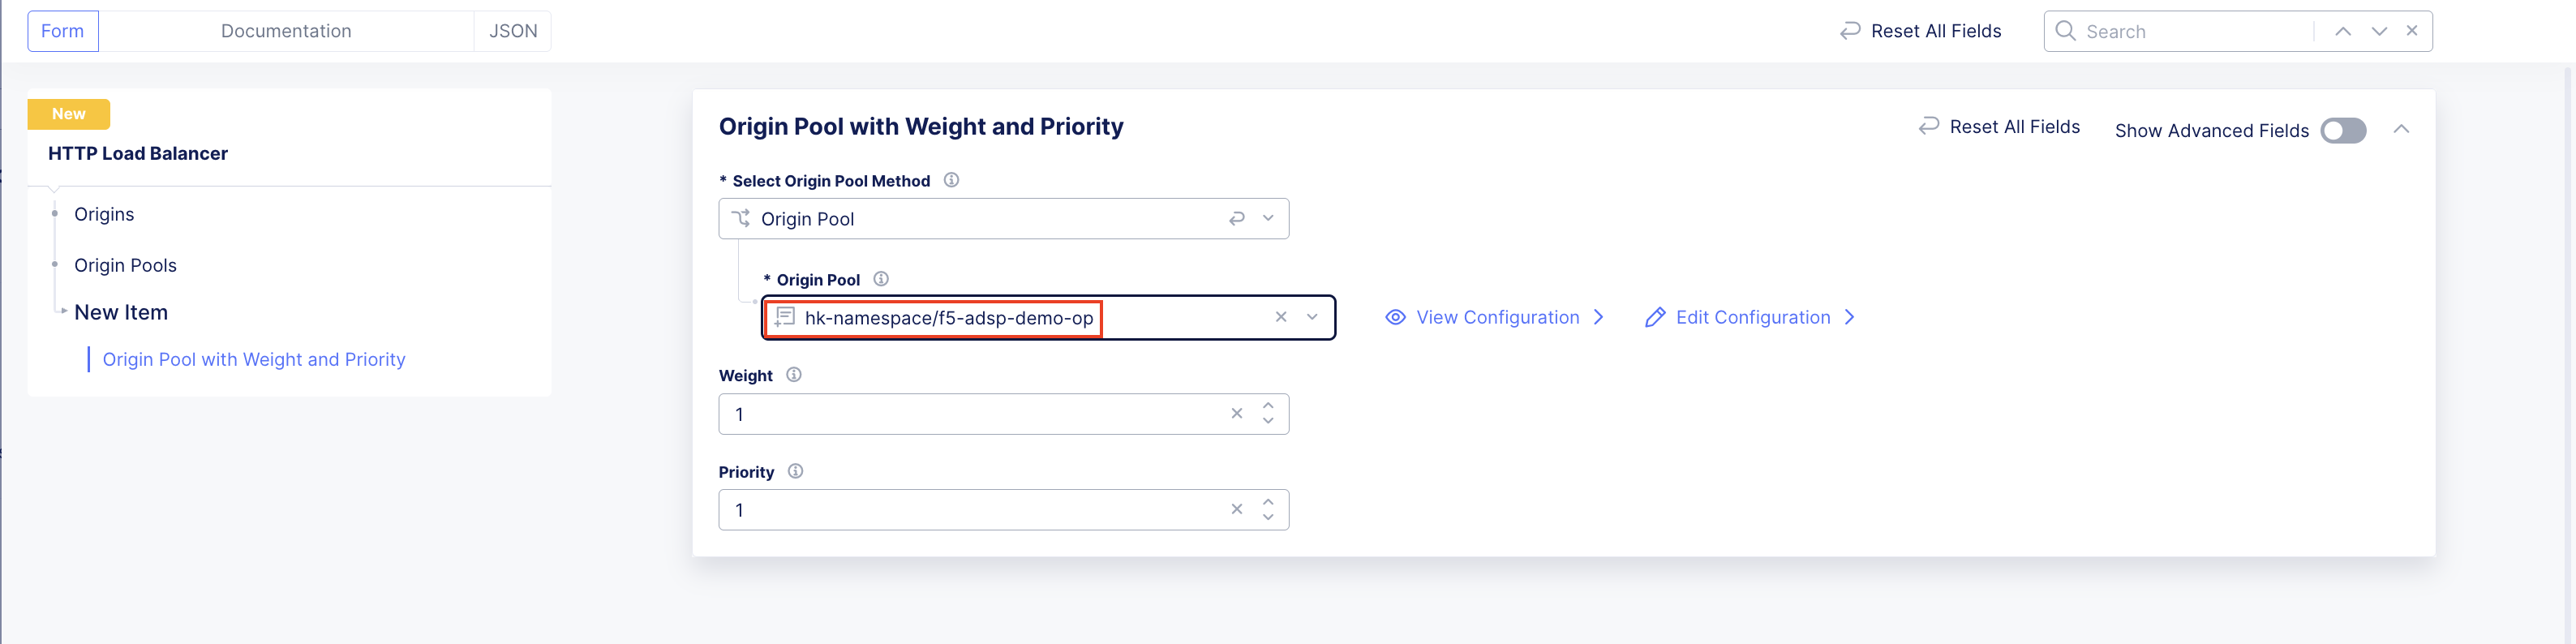 Form
Documentation
JSON
Reset All Fields
Search
New
HTTP Load Balancer
Origins
Origin Pools
New Item
Origin Pool with Weight and Priority
Origin Pool with Weight and Priority
Reset All Fields
Show Advanced Fields
* Select Origin Pool Method
Origin Pool
* Origin Pool
hk-namespace/f5-adsp-demo-op
View Configuration
Edit Configuration
Weight
1
Priority
1